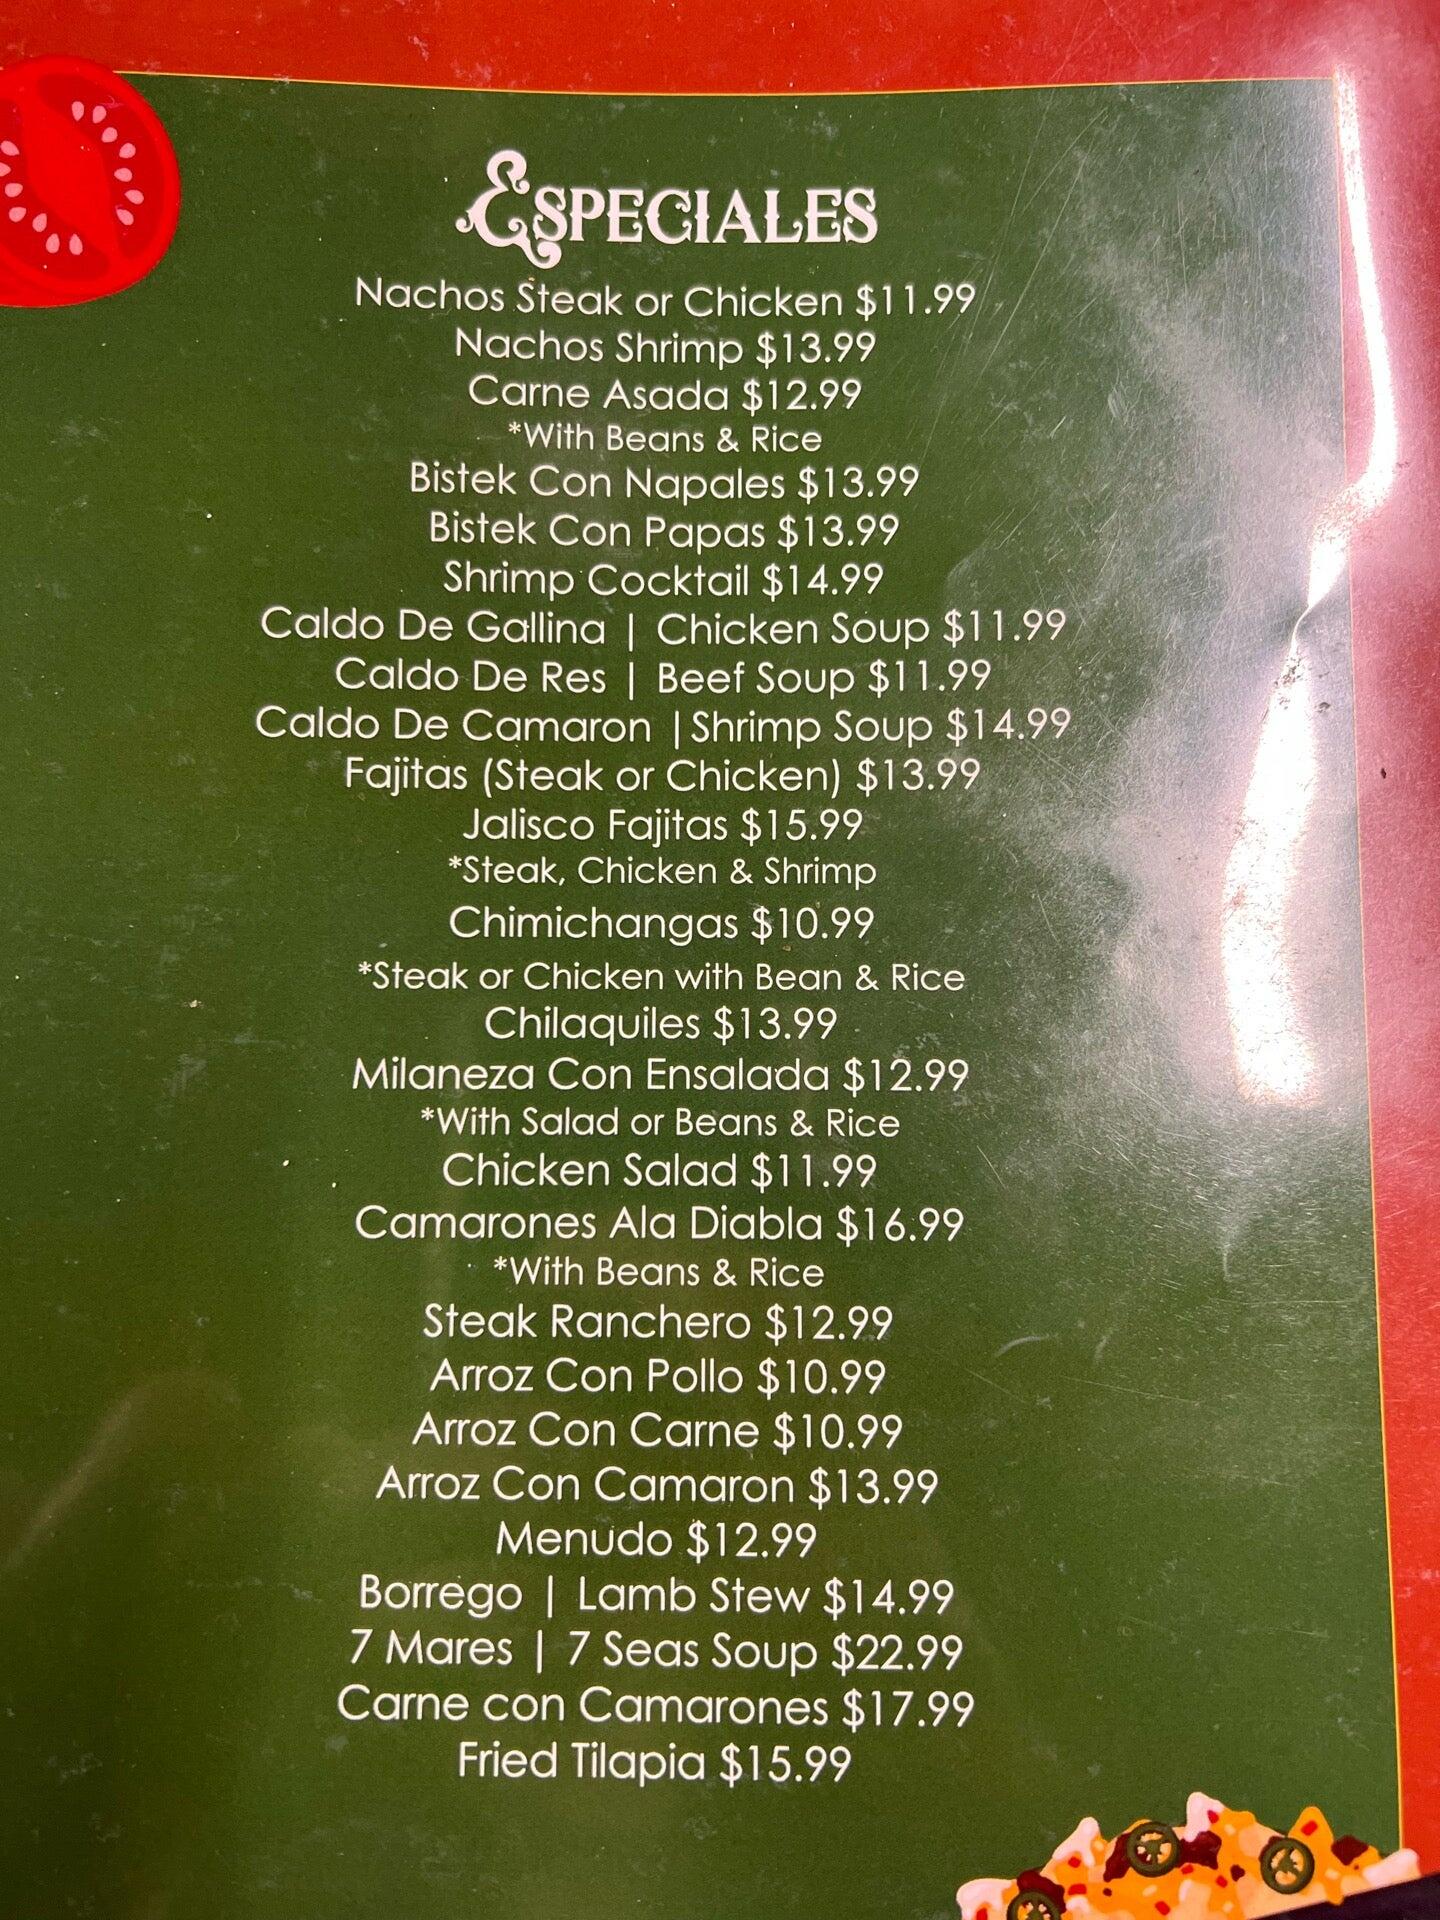 Especiales
Nachos Steak or Chicken $11.99
Nachos Shrimp $13.99
Carne Asada $12.99
*With Beans & Rice
Bistek Con Napales $13.99
Bistek Con Papas $13.99
Shrimp Cocktail $14.99
Caldo De Gallina | Chicken Soup $11.99
Caldo De Res | Beef Soup $11.99
Caldo De Camaron |Shrimp Soup $14.99
Fajitas (Steak or Chicken) $13.99
Jalisco Fajitas $15.99
*Steak, Chicken & Shrimp
Chimichangas $10.99
*Steak or Chicken with Bean & Rice
Chilaquiles $13.99
Milaneza Con Ensalada $12.99
*With Salad or Beans & Rice
Chicken Salad $11.99
Camarones Ala Diabla $16.99
*With Beans & Rice
Steak Ranchero $12.99
Arroz Con Pollo $10.99
Arroz Con Carne $10.99
Arroz Con Camaron $13.99
Menudo $12.99
Borrego | Lamb Stew $14.99
7 Mares | 7 Seas Soup $22.99
Carne con Camarones $17.99
Fried Tilapia $15.99